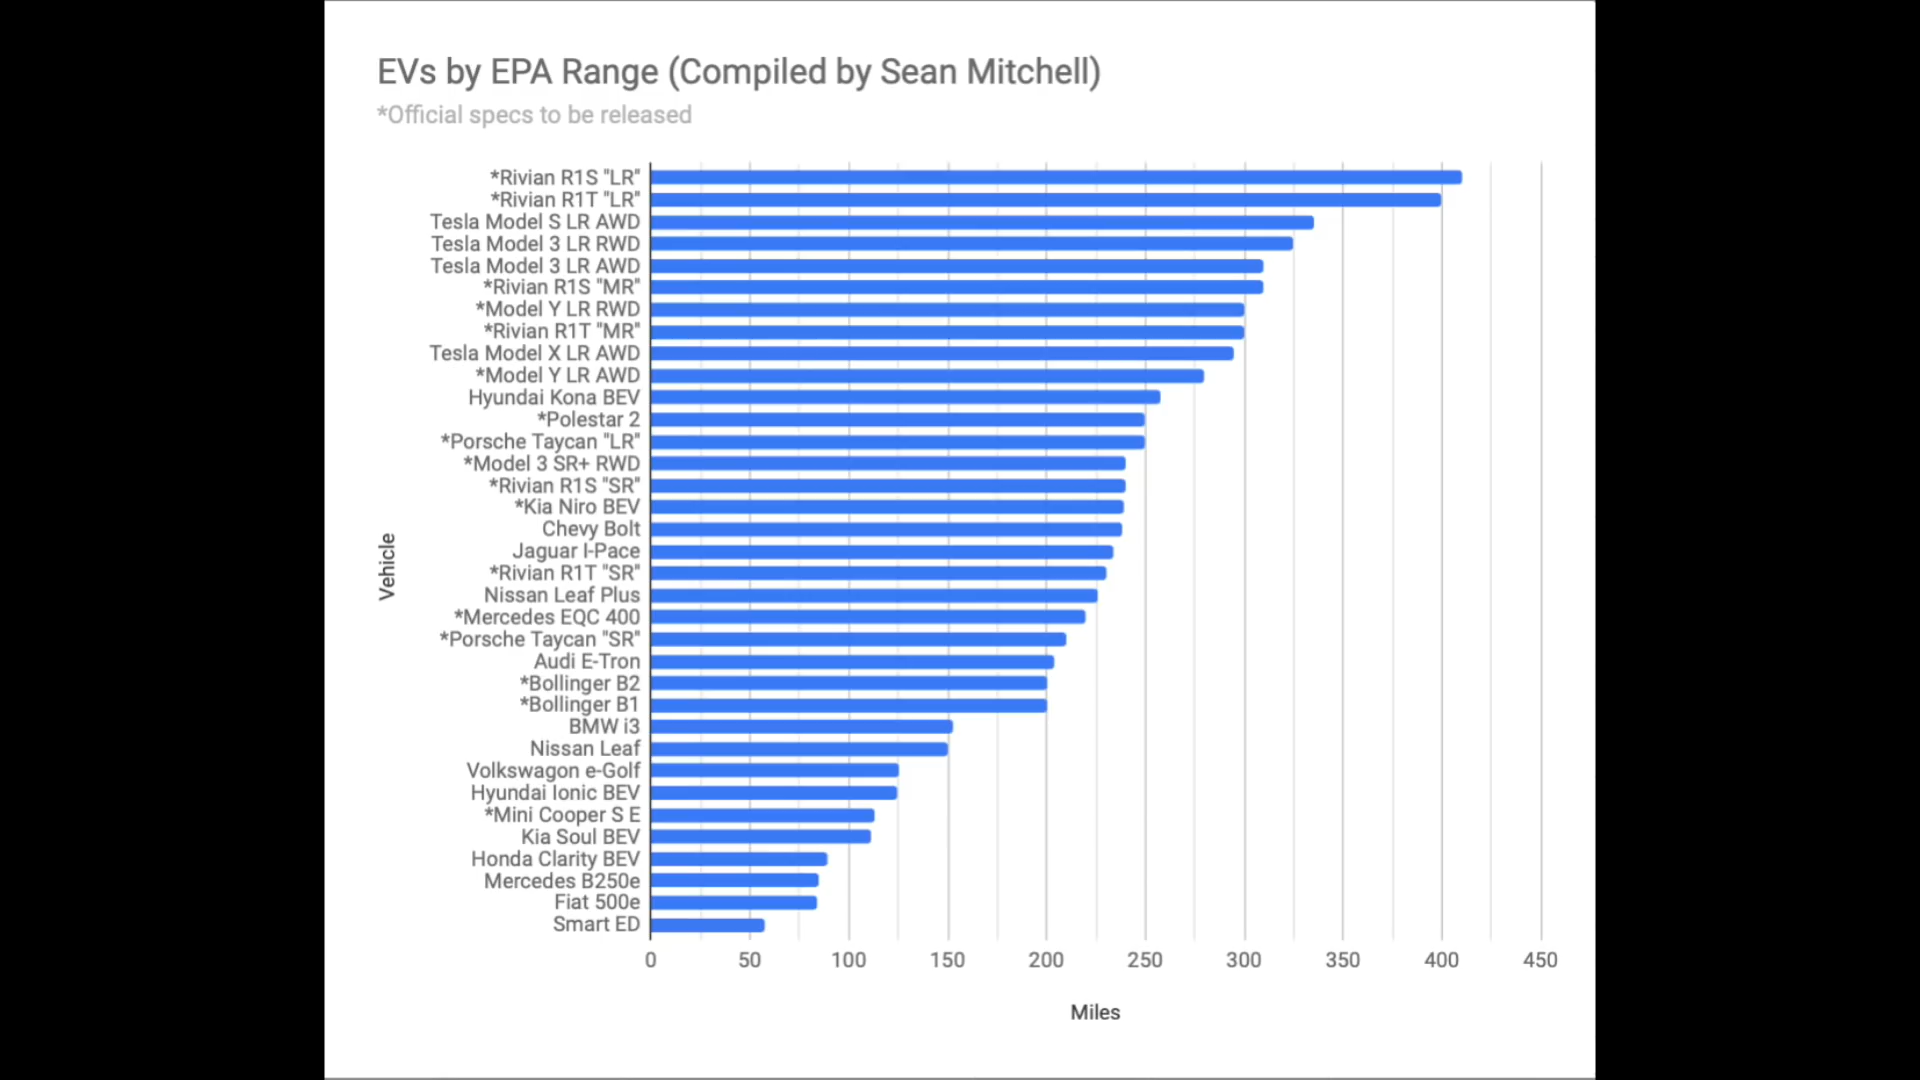 EVs by EPA Range (Compiled by Sean Mitchell)
*Official specs to be released
*Rivian R1S "LR"
*Rivian R1T "LR"
Tesla Model S LR AWD
Tesla Model 3 LR RWD
Tesla Model 3 LR AWD
*Rivian R1S "MR"
*Model Y LR RWD
*Rivian R1T "MR"
Tesla Model X LR AWD
*Model Y LR AWD
Hyundai Kona BEV
*Polestar 2
*Porsche Taycan "LR"
*Model 3 SR+ RWD
*Rivian R1S "SR"
*Kia Niro BEV
Chevy Bolt
Jaguar I-Pace
*Rivian R1T "SR"
Nissan Leaf Plus
*Mercedes EQC 400
*Porsche Taycan "SR"
Audi E-Tron
*Bollinger B2
*Bollinger B1
BMW i3
Nissan Leaf
Volkswagon e-Golf
Hyundai Ionic BEV
*Mini Cooper S E
Kia Soul BEV
Honda Clarity BEV
Mercedes B250e
Fiat 500e
Smart ED
Vehicle
0 50 100 150 200 250 300 350 400 450
Miles